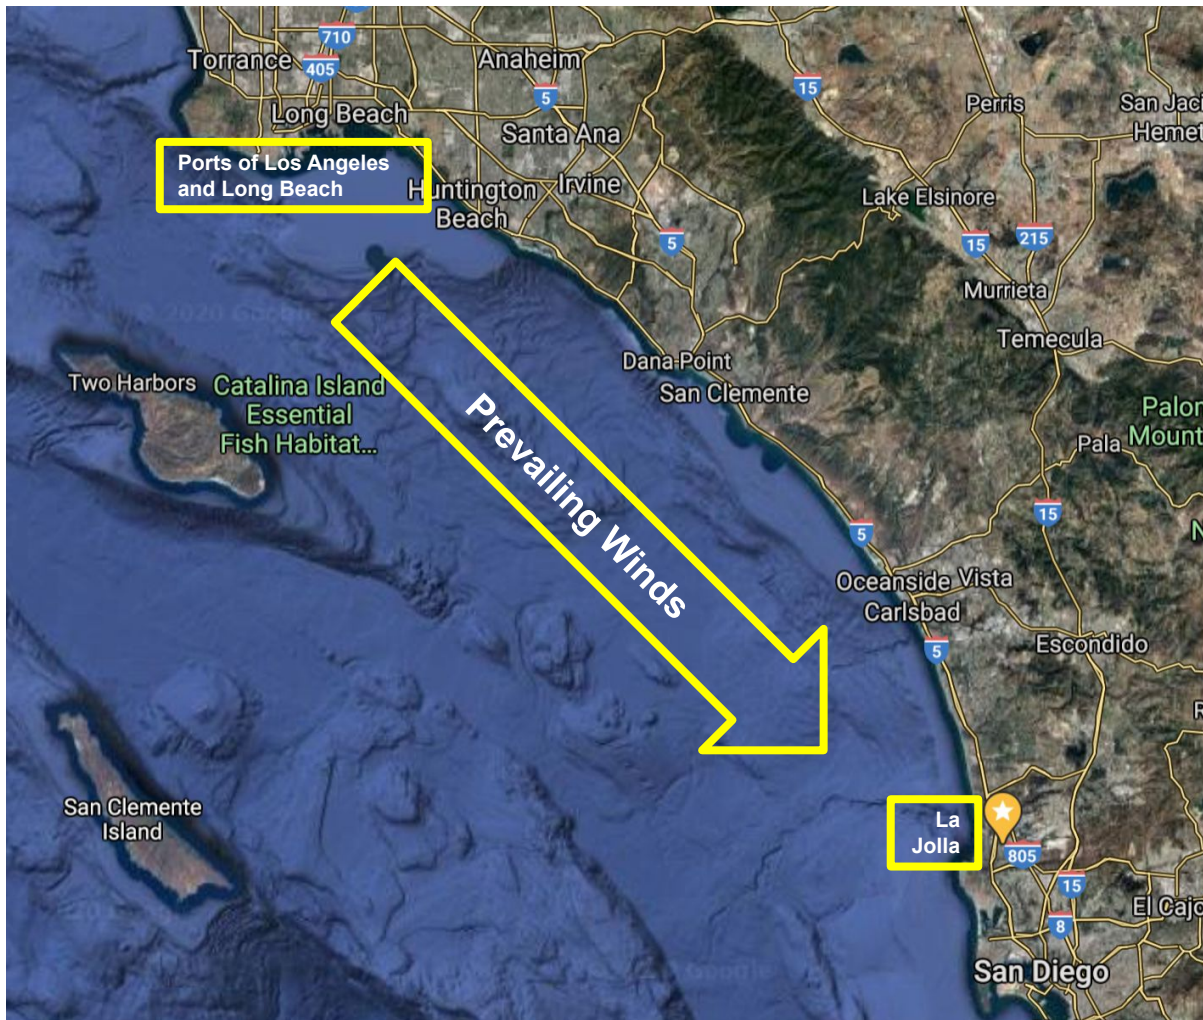 710
Torrance
405
Anaheim
5
15
Long Beach
Perris
San Jac
Hemet
Santa Ana
Ports of Los Angeles
and Long Beach
Huntington
Beach
Irvine
Lake Elsinore
5
15
215
Murrieta
Temecula
Dana Point
San Clemente
Two Harbors
Catalina Island
Essential
Fish Habitat...
Prevailing Winds
Palor
Mount
Pala
15
5
N
Oceanside
Vista
Carlsbad
5
Escondido
R
San Clemente
Island
La
Jolla
805
15
El Cajo
8
San Diego